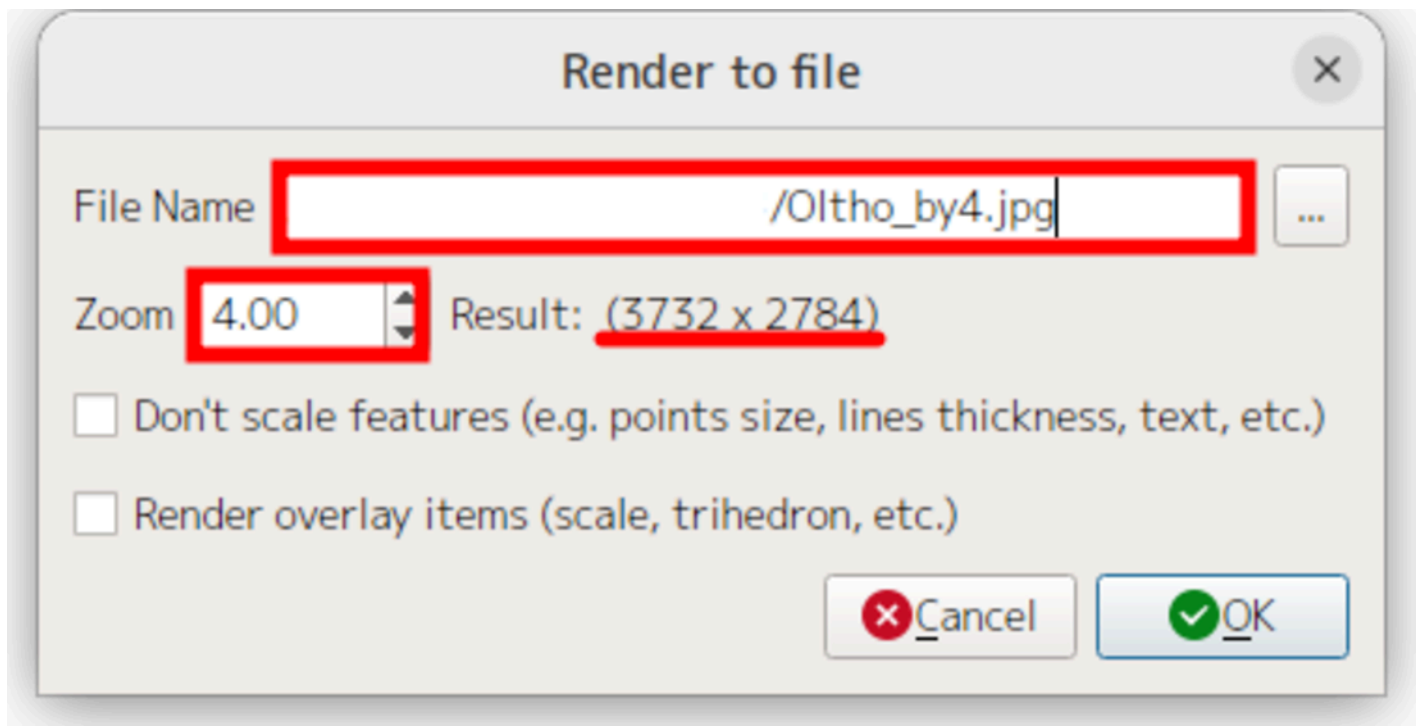 Render to file
File Name /Oltho_by4.jpg ...
Zoom 4.00 Result: (3732 x 2784)
Don't scale features (e.g. points size, lines thickness, text, etc.)
Render overlay items (scale, trihedron, etc.)
Cancel OK